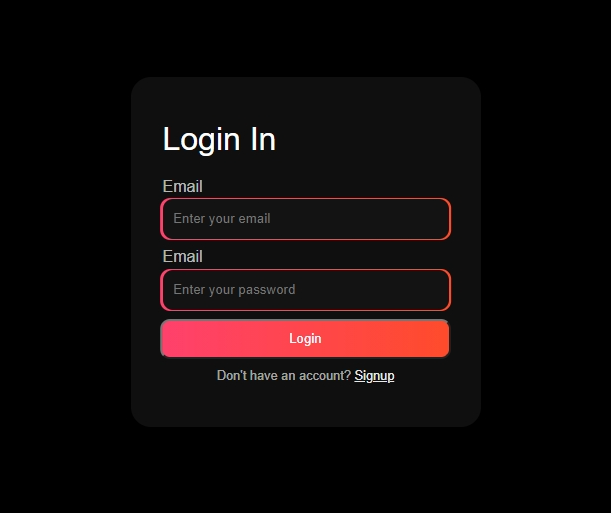 Login In
Email
Enter your email
Email
Enter your password
Login
Don't have an account? Signup